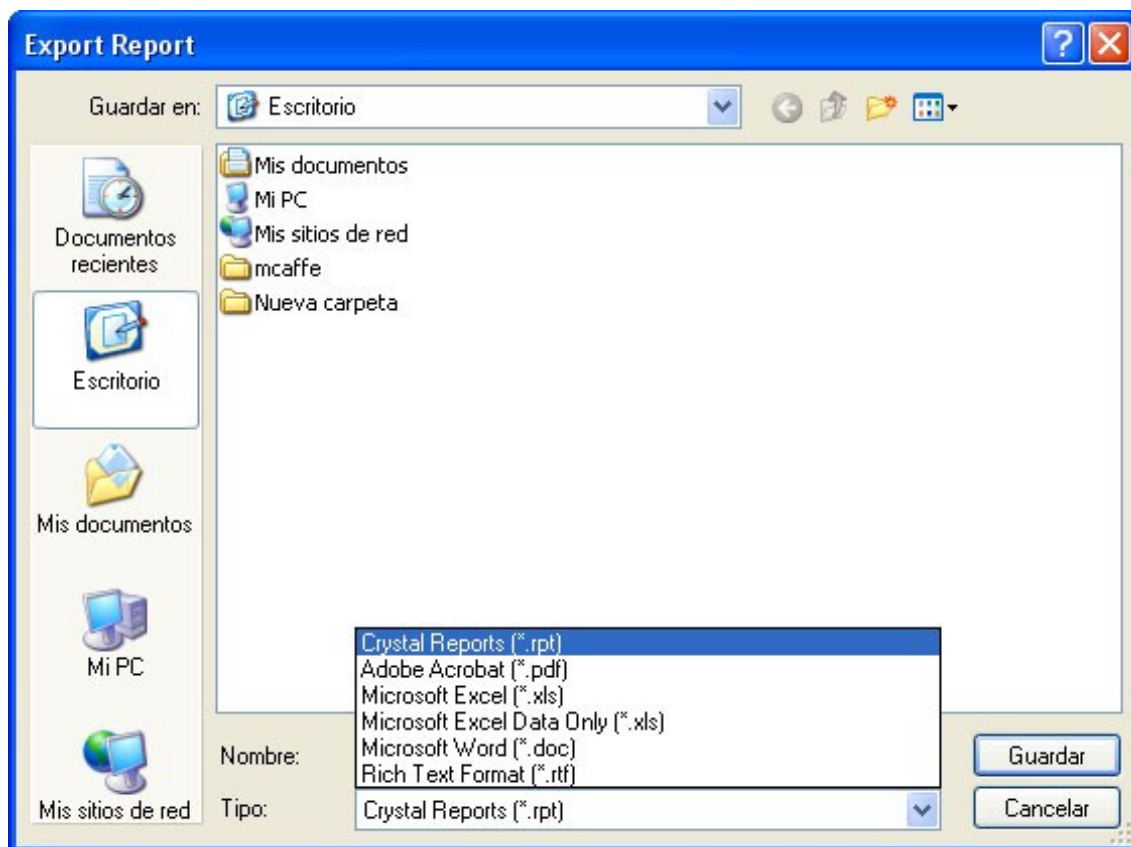 Export Report
Guardar en:
Escritorio
Documentos
recientes
Escritorio
Mis documentos
Mi PC
Mis sitios de red
Mis documentos
Mi PC
Mis sitios de red
mcaffe
Nueva carpeta
Crystal Reports (*.rpt)
Adobe Acrobat (*.pdf)
Microsoft Excel (*.xls)
Microsoft Excel Data Only (*.xls)
Microsoft Word (*.doc)
Rich Text Format (*.rtf)
Nombre:
Guardar
Tipo:
Crystal Reports (*.rpt)
Cancelar